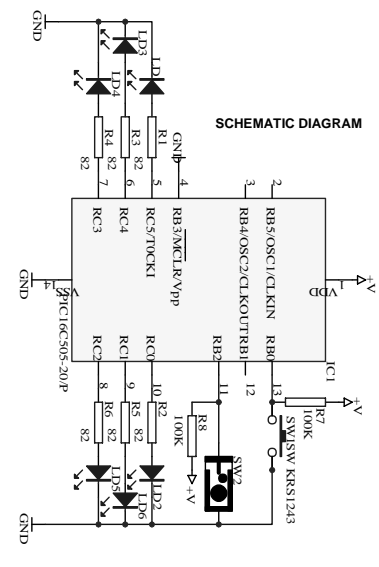 SCHEMATIC DIAGRAM
GND
LD3
LD
LD4
R4
82
R3
82
R1
GND
7
6
5
4
3
2
RC3
RC4
RC5/T0CKI
RB3/MCLR/Vpp
RB4/OSC2/CLKOUT
RB5/OSC1/CLKIN
GND
14
VSS
VDD
1
+V
PIC16C505-20/P
IC1
RC2
RC1
RC0
RB2
RB1
RB0
8
9
10
11
12
13
R6
82
R5
82
R2
R8
100K
+V
R7
100K
+V
SW1
SW KRS1243
SW2
LD5
LD6
LD2
GND